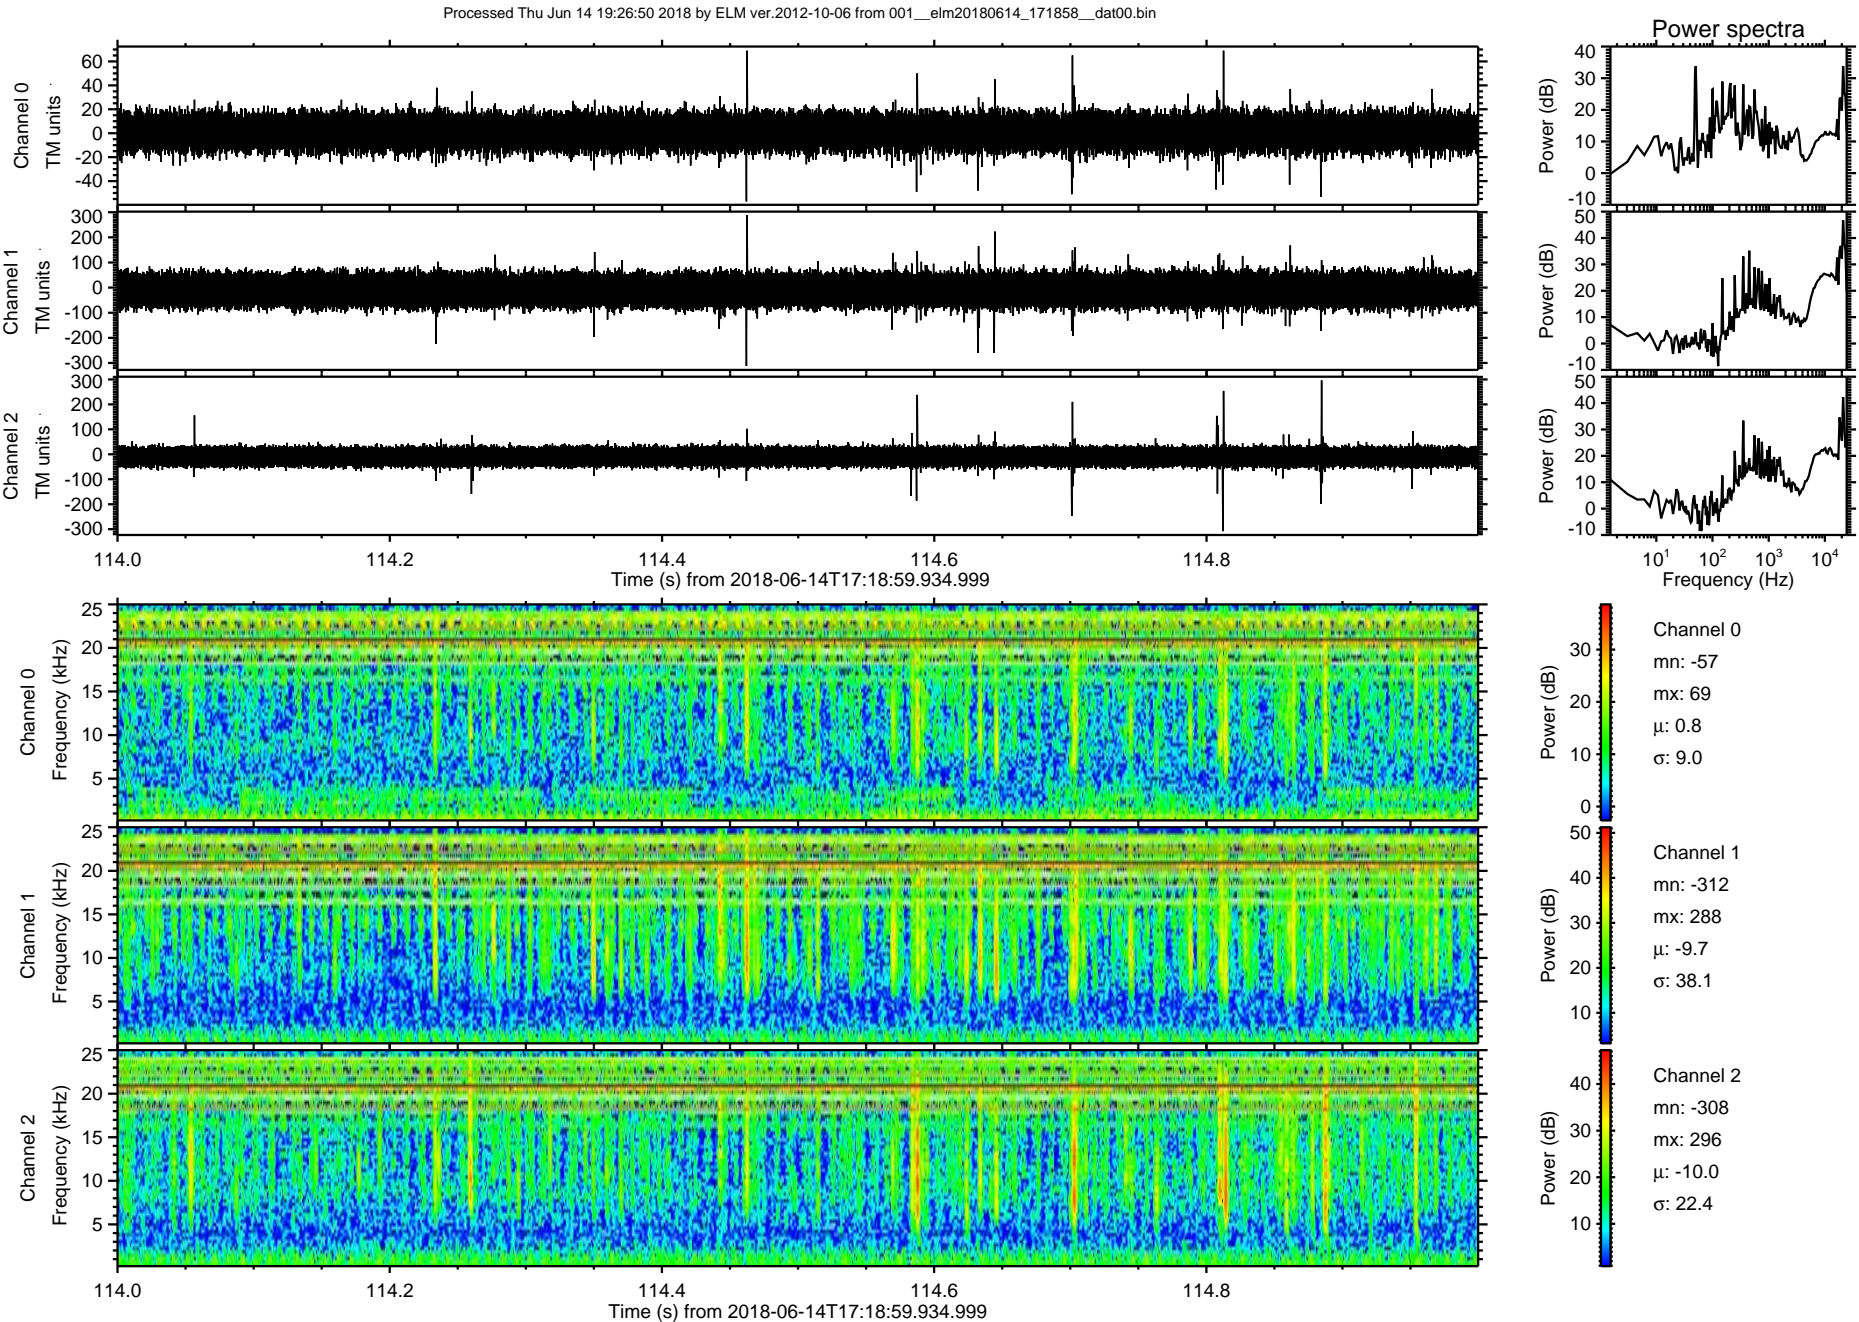 Processed Thu Jun 14 19:26:50 2018 by ELM ver.2012-10-06 from 001__elm20180614_171858__dat00.bin
Power spectra
Channel 0
TM units
60
40
20
0
-20
-40
Power (dB)
40
30
20
10
0
-10
Channel 1
TM units
300
200
100
0
-100
-200
-300
Power (dB)
50
40
30
20
10
0
-10
Channel 2
TM units
300
200
100
0
-100
-200
-300
Power (dB)
50
40
30
20
10
0
-10
114.0 114.2 114.4 114.6 114.8
Time (s) from 2018-06-14T17:18:59.934.999
10¹ 10² 10³ 10⁴
Frequency (Hz)
Channel 0
Frequency (kHz)
25
20
15
10
5
Power (dB)
30
20
10
0
Channel 0
mn: -57
mx: 69
μ: 0.8
σ: 9.0
Channel 1
Frequency (kHz)
25
20
15
10
5
Power (dB)
50
40
30
20
10
Channel 1
mn: -312
mx: 288
μ: -9.7
σ: 38.1
Channel 2
Frequency (kHz)
25
20
15
10
5
Power (dB)
40
30
20
10
Channel 2
mn: -308
mx: 296
μ: -10.0
σ: 22.4
114.0 114.2 114.4 114.6 114.8
Time (s) from 2018-06-14T17:18:59.934.999